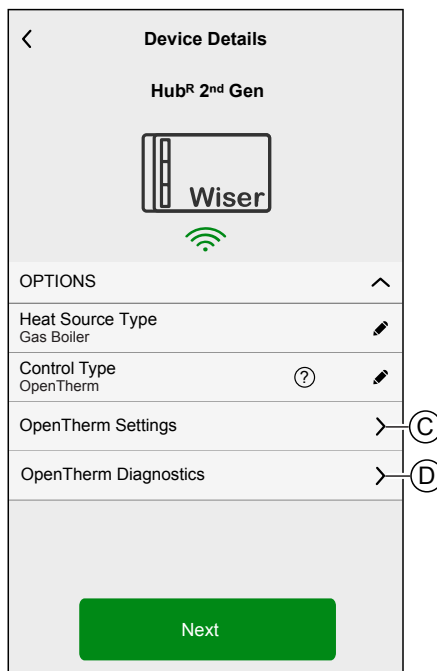 Device Details
Hubᴿ 2ⁿᵈ Gen
Wiser
OPTIONS
Heat Source Type
Gas Boiler
Control Type
OpenTherm
?
OpenTherm Settings
C
OpenTherm Diagnostics
D
Next